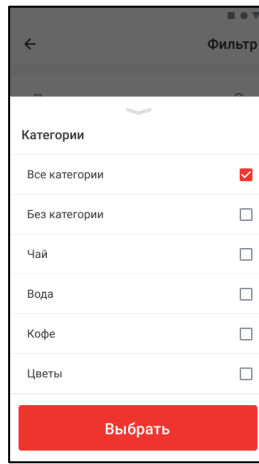 Фильтр
Категории
Все категории
Без категории
Чай
Вода
Кофе
Цветы
Выбрать